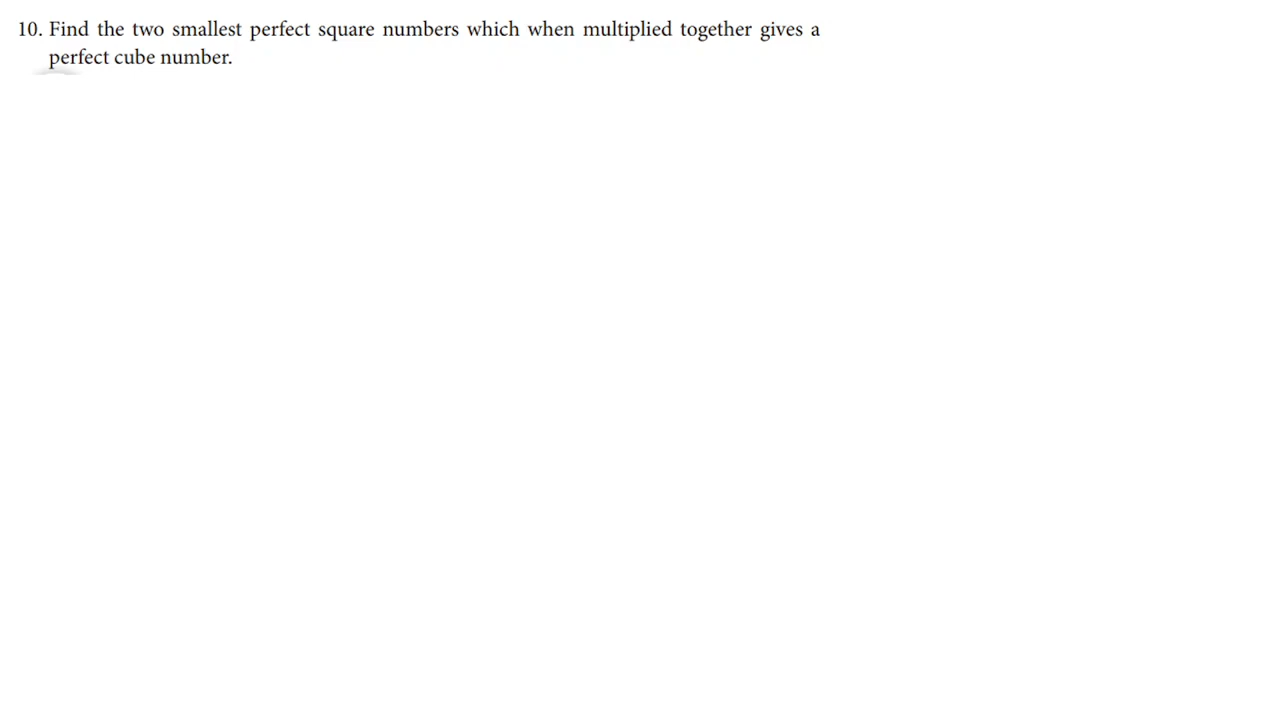 10. Find the two smallest perfect square numbers which when multiplied together gives a
perfect cube number.